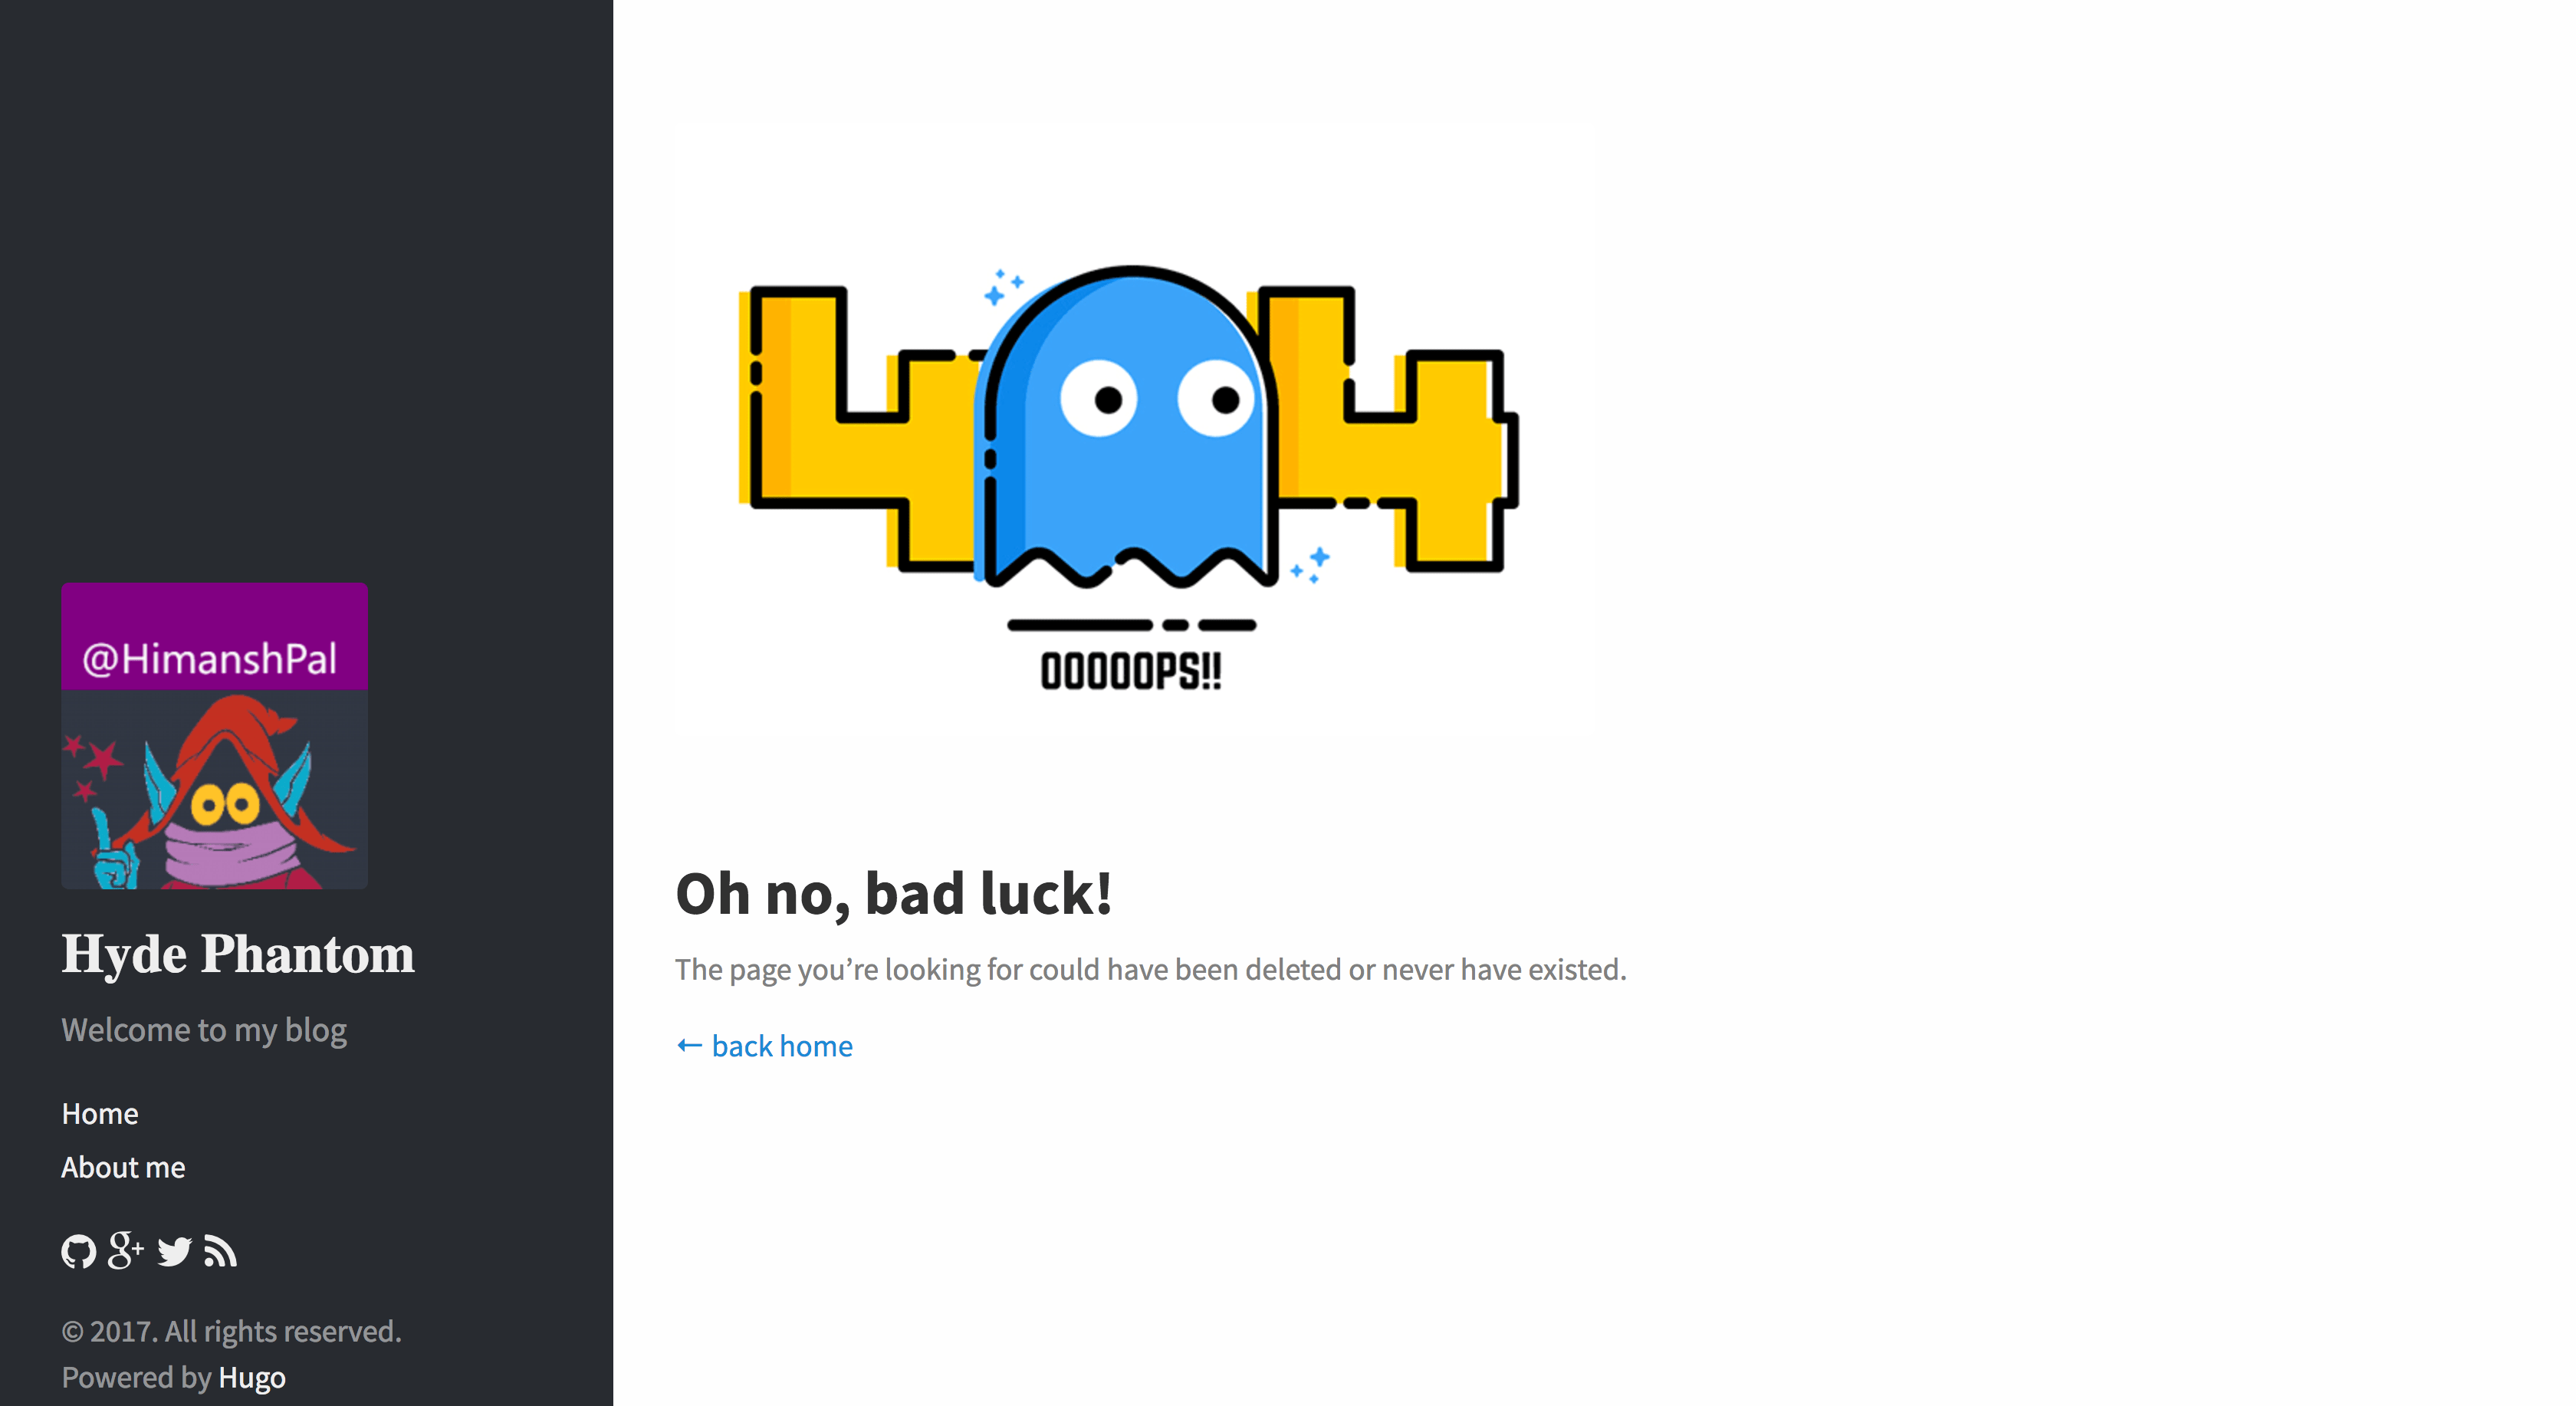 @HimanshPal
Hyde Phantom
Welcome to my blog
Home
About me
g+
© 2017. All rights reserved.
Powered by Hugo
404
OOOOOPS!!
Oh no, bad luck!
The page you’re looking for could have been deleted or never have existed.
← back home